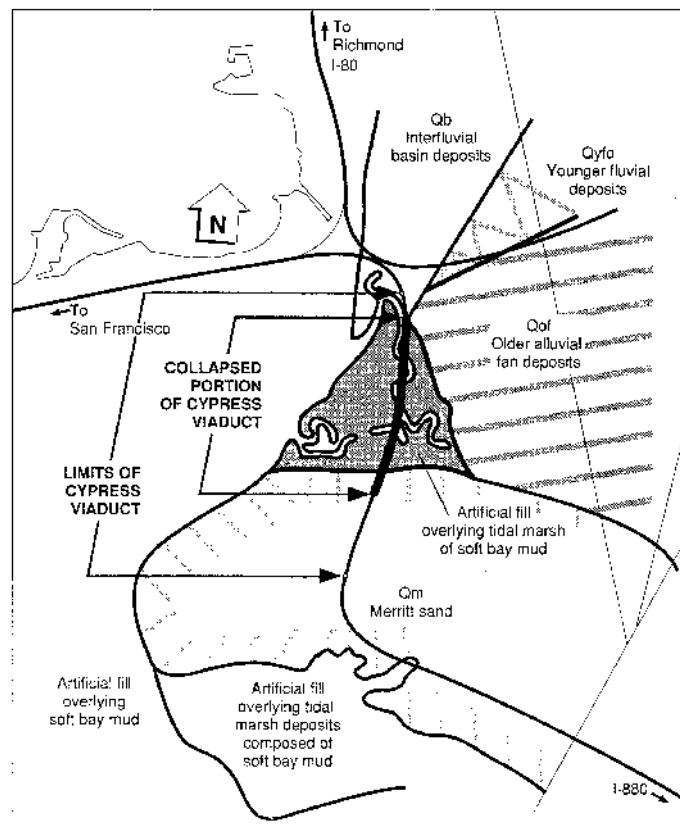 To
Richmond
I-80
Qb
Interfluvial
basin deposits
Qyfo
Younger fluvial
deposits
N
To
San Francisco
Qof
Older alluvial
fan deposits
COLLAPSED
PORTION
OF CYPRESS
VIADUCT
LIMITS OF
CYPRESS
VIADUCT
Artificial fill
overlying tidal marsh
of soft bay mud
Qm
Merritt sand
Artificial fill
overlying
soft bay mud
Artificial fill
overlying tidal
marsh deposits
composed of
soft bay mud
I-880